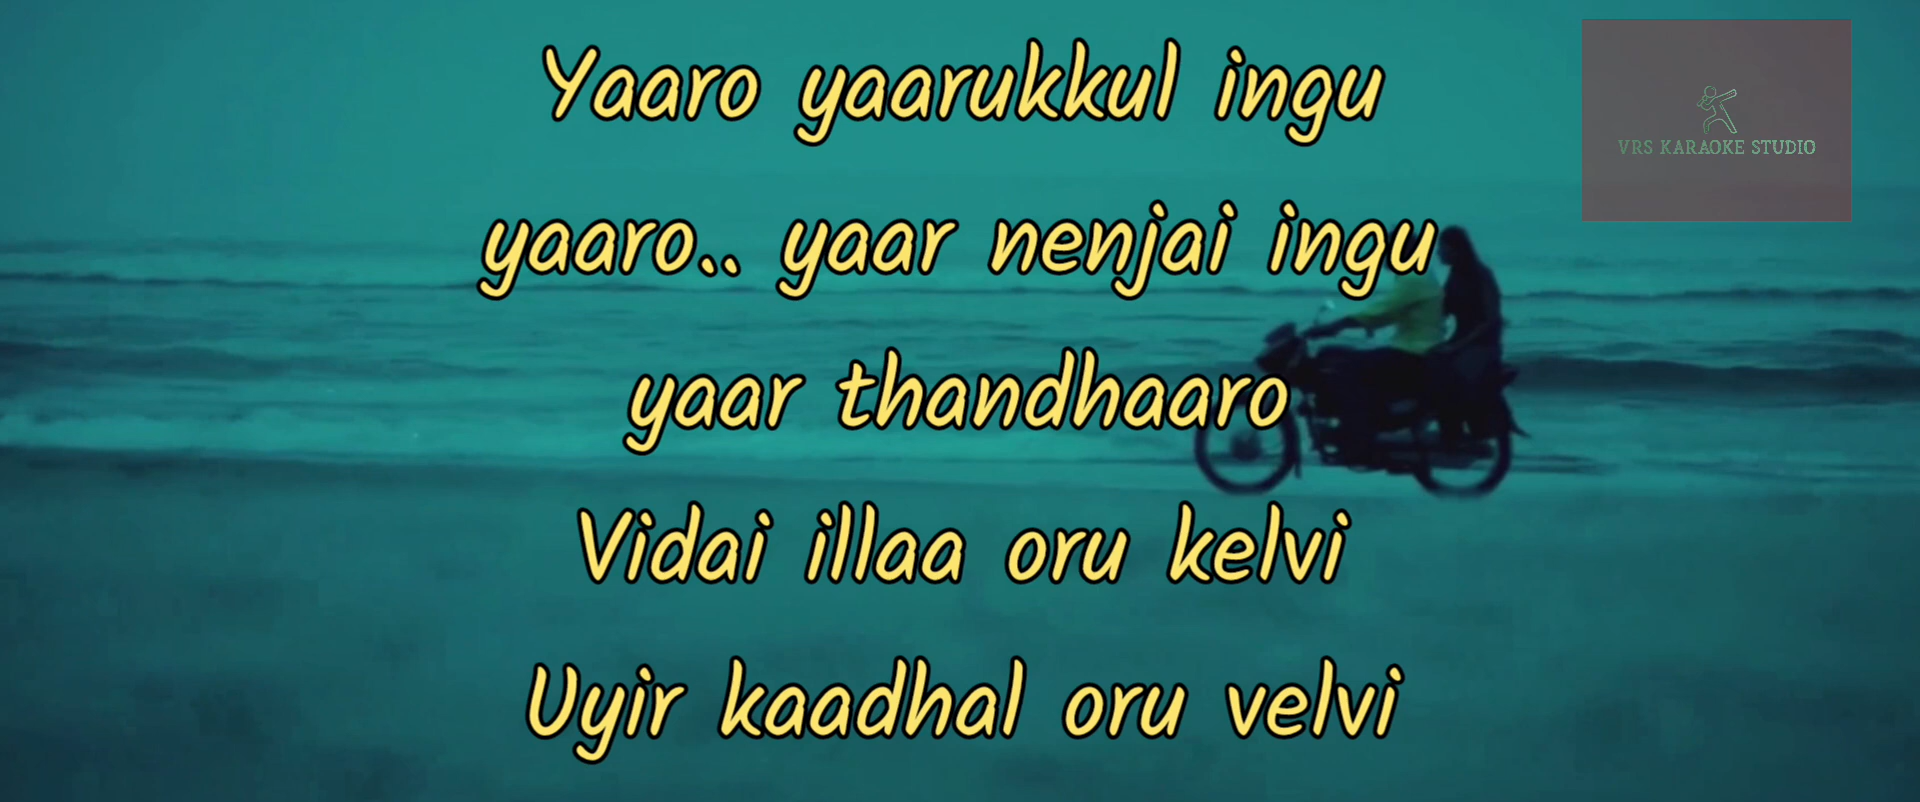 Yaaro yaarukkul ingu
VRS KARAOKE STUDIO
yaaro.. yaar nenjai ingu
yaar thandhaaro
Vidai illaa oru kelvi
Uyir kaadhal oru velvi